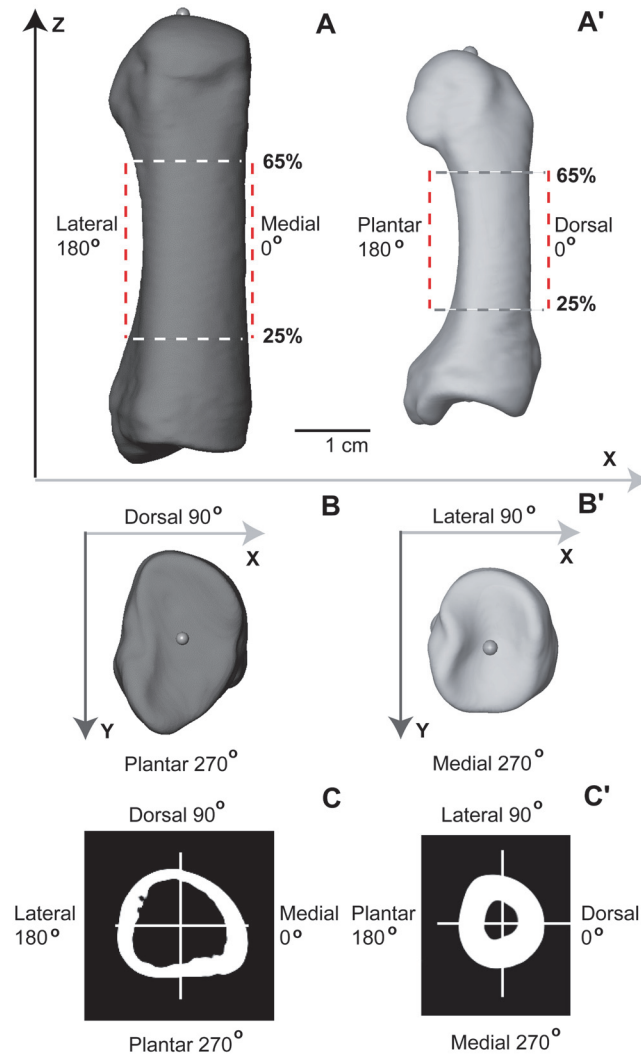 Z
A
A'
65%
65%
Lateral
180°
Medial
0°
Plantar
180°
Dorsal
0°
25%
25%
1 cm
X
Dorsal 90°
B
Lateral 90°
B'
X
X
Y
Y
Plantar 270°
Medial 270°
Dorsal 90°
C
Lateral 90°
C'
Lateral
180°
Medial
0°
Plantar
180°
Dorsal
0°
Plantar 270°
Medial 270°